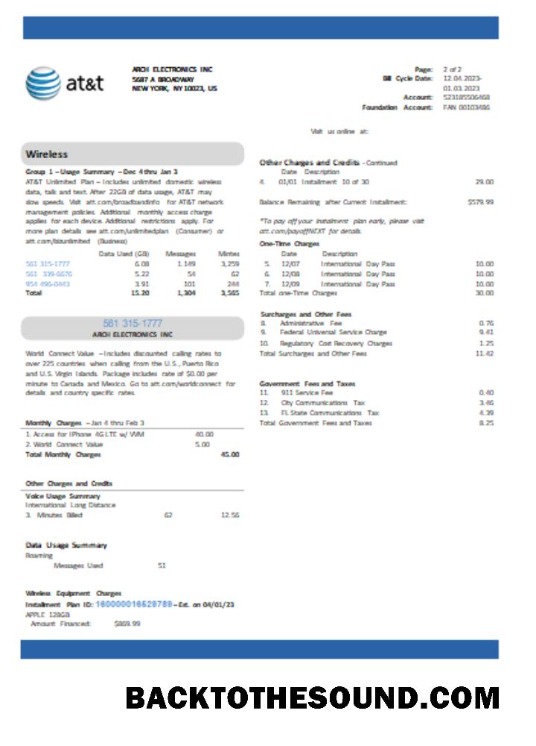 at&t
ARCH ELECTRONICS INC
5687 A BROADWAY
NEW YORK, NY 10023, US
Page: 2 of 2
Bill Cycle Date: 12.04.2023-
01.03.2023
Account: 523185506468
Foundation Account: FAN 00103486
Visit us online at:
Wireless
Group 1 – Usage Summary – Dec 4 thru Jan 3
AT&T Unlimited Plan – Includes unlimited domestic wireless
data, talk and text. After 22GB of data usage, AT&T may
slow speeds. Visit att.com/broadbandinfo for AT&T network
management policies. Additional monthly access charge
applies for each device. Additional restrictions apply. For
more plan details see att.com/unlimitedplan (Consumer) or
att.com/bisunlimited (Business)
Data Used (GB) Messages Mintes
561 315-1777 6.08 1.149 3,259
561 339-6676 5.22 54 62
954 496-0443 3.91 101 244
Total 15.20 1,304 3,565
561 315-1777
ARCH ELECTRONICS INC
World Connect Value – Includes discounted calling rates to
over 225 countries when calling from the U.S., Puerto Rico
and U.S. Virgin Islands. Package includes rate of $0.00 per
minute to Canada and Mexico. Go to att.com/worldconnect for
details and country specific rates.
Monthly Charges – Jan 4 thru Feb 3
1. Access for iPhone 4G LTE w/ VVM 40.00
2. World Connect Value 5.00
Total Monthly Charges 45.00
Other Charges and Credits
Voice Usage Summary
International Long Distance
3. Minutes Billed 62 12.56
Data Usage Summary
Roaming
Messages Used 51
Wireless Equipment Charges
Installment Plan ID: 160000016529789 – Est. on 04/01/23
APPLE 128GB
Amount Financed: $869.99
Other Charges and Credits - Continued
Date Description
4. 01/01 Installment 10 of 30 29.00
Balance Remaining after Current Installment: $579.99
*To pay off your instalment plan early, please visit
att.com/payoffNEXT for details.
One-Time Charges
Date Description
5. 12/07 International Day Pass 10.00
6. 12/08 International Day Pass 10.00
7. 12/09 International Day Pass 10.00
Total one-Time Charges 30.00
Surcharges and Other Fees
8. Administrative Fee 0.76
9. Federal Universal Service Charge 9.41
10. Regulatory Cost Recovery Charges 1.25
Total Surcharges and Other Fees 11.42
Government Fees and Taxes
11. 911 Service Fee 0.40
12. City Communications Tax 3.46
13. FL State Communications Tax 4.39
Total Government Fees and Taxes 8.25
BACKTOTHESOUND.COM